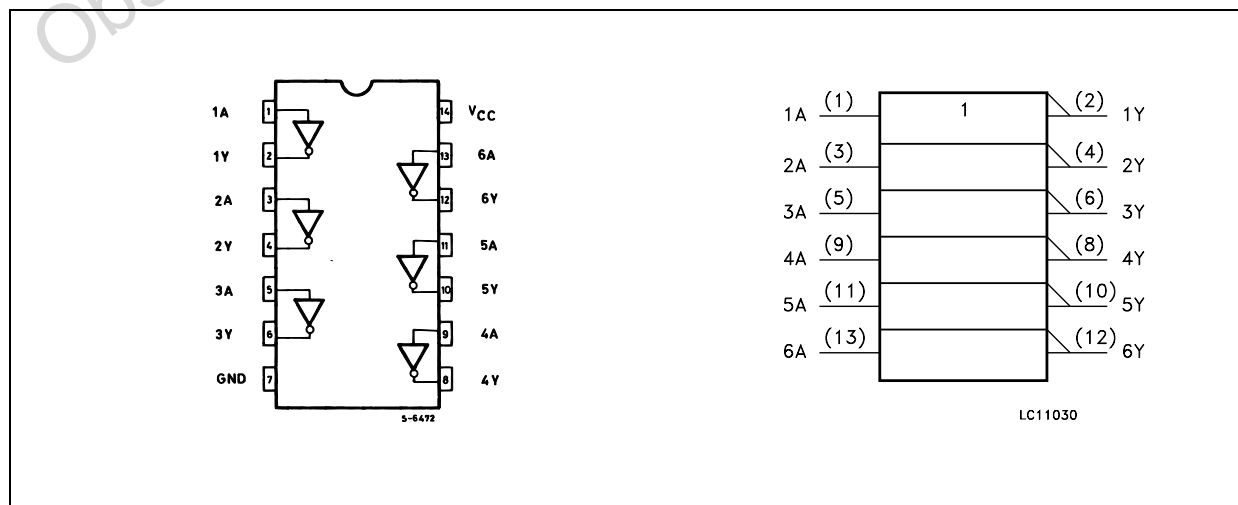 1A 1 14 VCC
1Y 2 13 6A
2A 3 12 6Y
2Y 4 11 5A
3A 5 10 5Y
3Y 6 9 4A
GND 7 8 4Y
S-6472
1A (1) 1 (2) 1Y
2A (3) (4) 2Y
3A (5) (6) 3Y
4A (9) (8) 4Y
5A (11) (10) 5Y
6A (13) (12) 6Y
LC11030